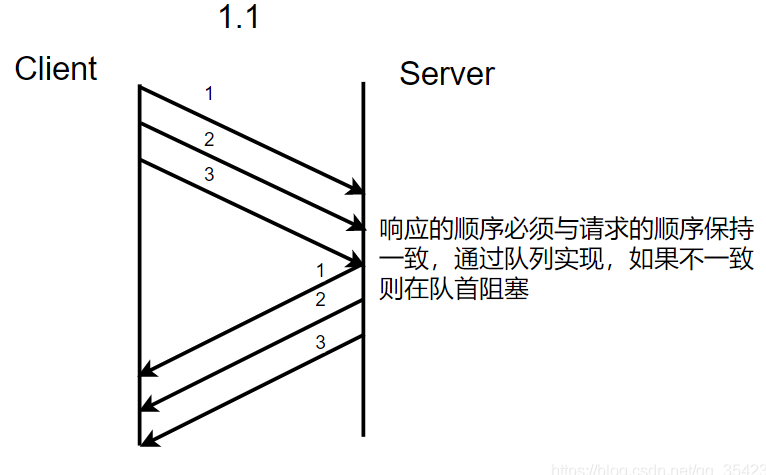 1.1
Client
Server
1
2
3
响应的顺序必须与请求的顺序保持
一致，通过队列实现，如果不一致
则在队首阻塞
1
2
3
https://blog.csdn.net/qq_35423